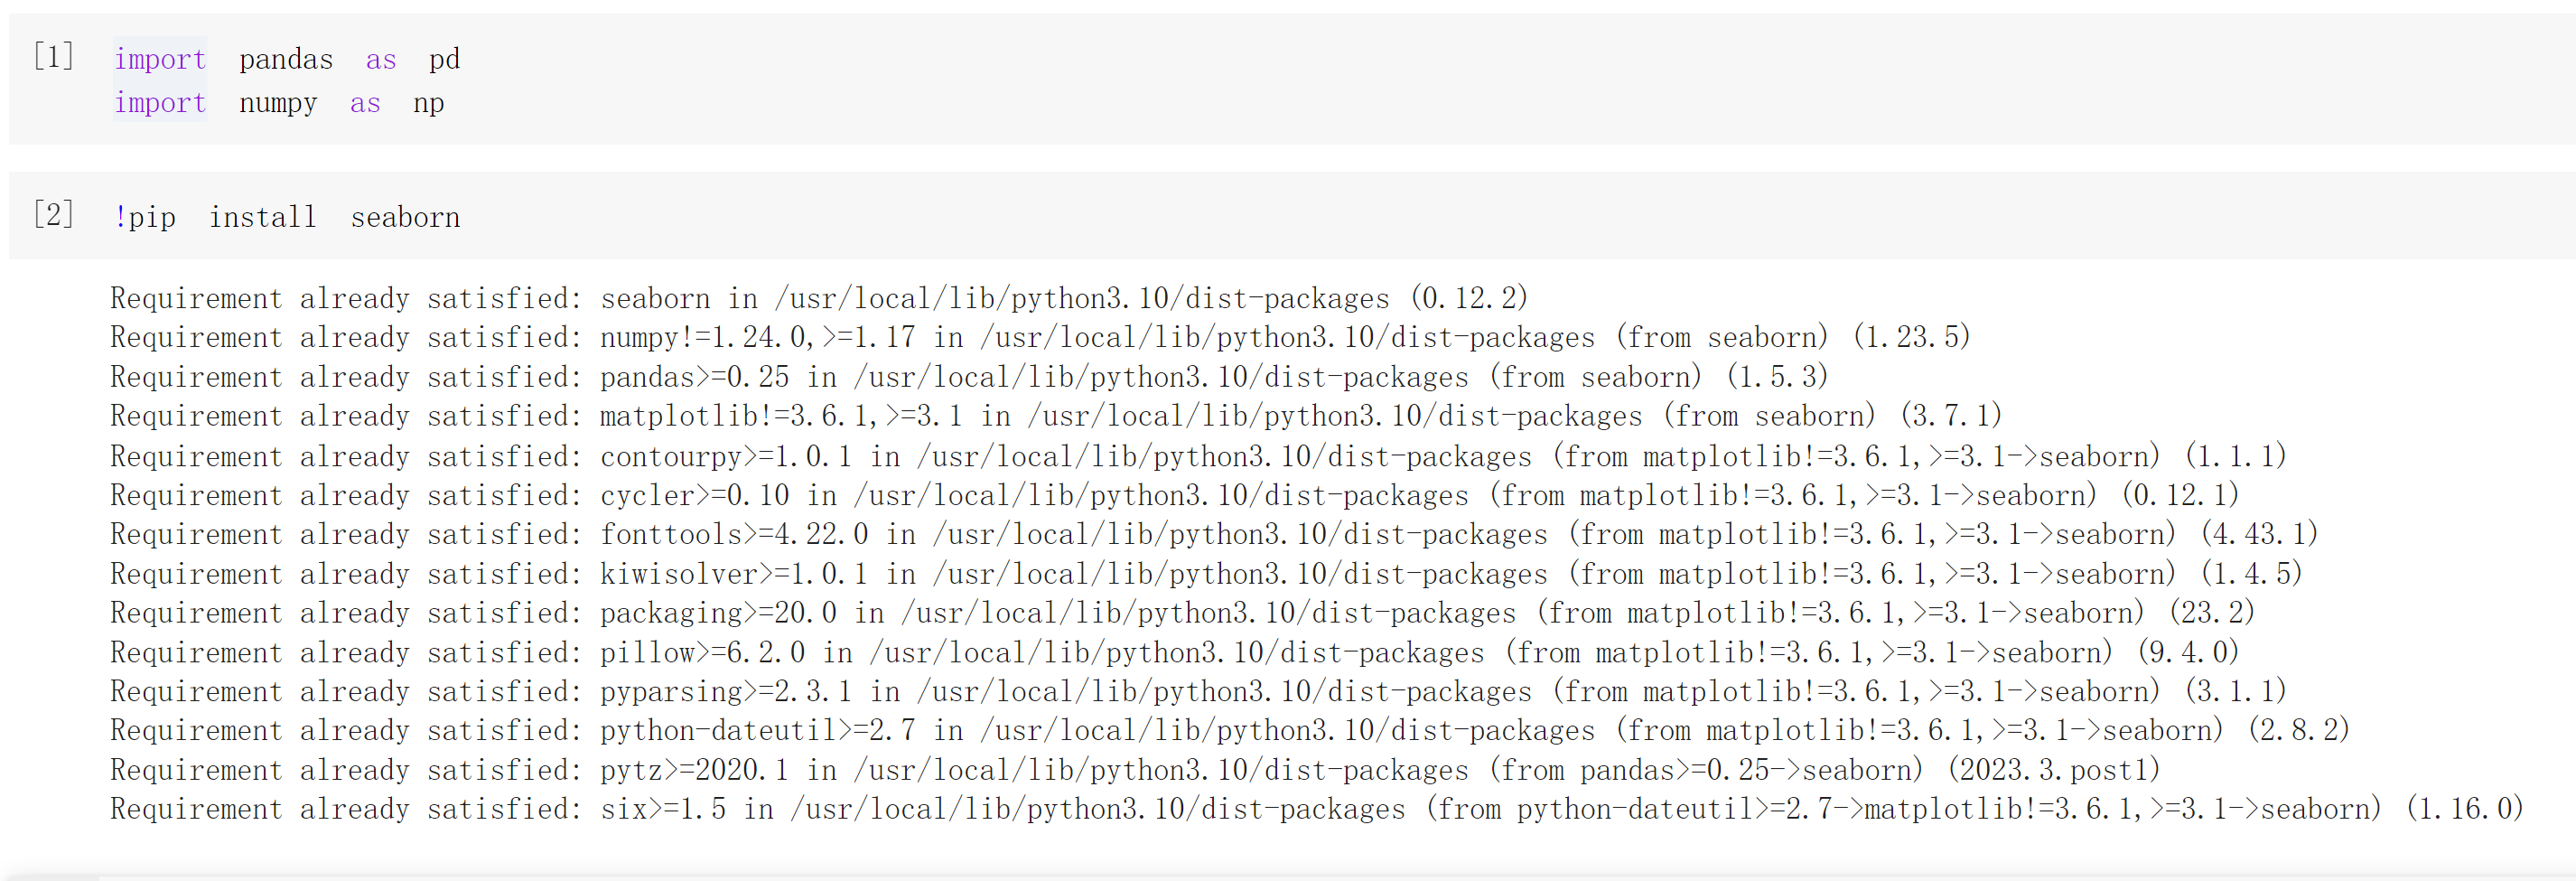 [1] import pandas as pd
import numpy as np
[2] !pip install seaborn
Requirement already satisfied: seaborn in /usr/local/lib/python3.10/dist-packages (0.12.2)
Requirement already satisfied: numpy!=1.24.0,>=1.17 in /usr/local/lib/python3.10/dist-packages (from seaborn) (1.23.5)
Requirement already satisfied: pandas>=0.25 in /usr/local/lib/python3.10/dist-packages (from seaborn) (1.5.3)
Requirement already satisfied: matplotlib!=3.6.1,>=3.1 in /usr/local/lib/python3.10/dist-packages (from seaborn) (3.7.1)
Requirement already satisfied: contourpy>=1.0.1 in /usr/local/lib/python3.10/dist-packages (from matplotlib!=3.6.1,>=3.1->seaborn) (1.1.1)
Requirement already satisfied: cycler>=0.10 in /usr/local/lib/python3.10/dist-packages (from matplotlib!=3.6.1,>=3.1->seaborn) (0.12.1)
Requirement already satisfied: fonttools>=4.22.0 in /usr/local/lib/python3.10/dist-packages (from matplotlib!=3.6.1,>=3.1->seaborn) (4.43.1)
Requirement already satisfied: kiwisolver>=1.0.1 in /usr/local/lib/python3.10/dist-packages (from matplotlib!=3.6.1,>=3.1->seaborn) (1.4.5)
Requirement already satisfied: packaging>=20.0 in /usr/local/lib/python3.10/dist-packages (from matplotlib!=3.6.1,>=3.1->seaborn) (23.2)
Requirement already satisfied: pillow>=6.2.0 in /usr/local/lib/python3.10/dist-packages (from matplotlib!=3.6.1,>=3.1->seaborn) (9.4.0)
Requirement already satisfied: pyparsing>=2.3.1 in /usr/local/lib/python3.10/dist-packages (from matplotlib!=3.6.1,>=3.1->seaborn) (3.1.1)
Requirement already satisfied: python-dateutil>=2.7 in /usr/local/lib/python3.10/dist-packages (from matplotlib!=3.6.1,>=3.1->seaborn) (2.8.2)
Requirement already satisfied: pytz>=2020.1 in /usr/local/lib/python3.10/dist-packages (from pandas>=0.25->seaborn) (2023.3.post1)
Requirement already satisfied: six>=1.5 in /usr/local/lib/python3.10/dist-packages (from python-dateutil>=2.7->matplotlib!=3.6.1,>=3.1->seaborn) (1.16.0)